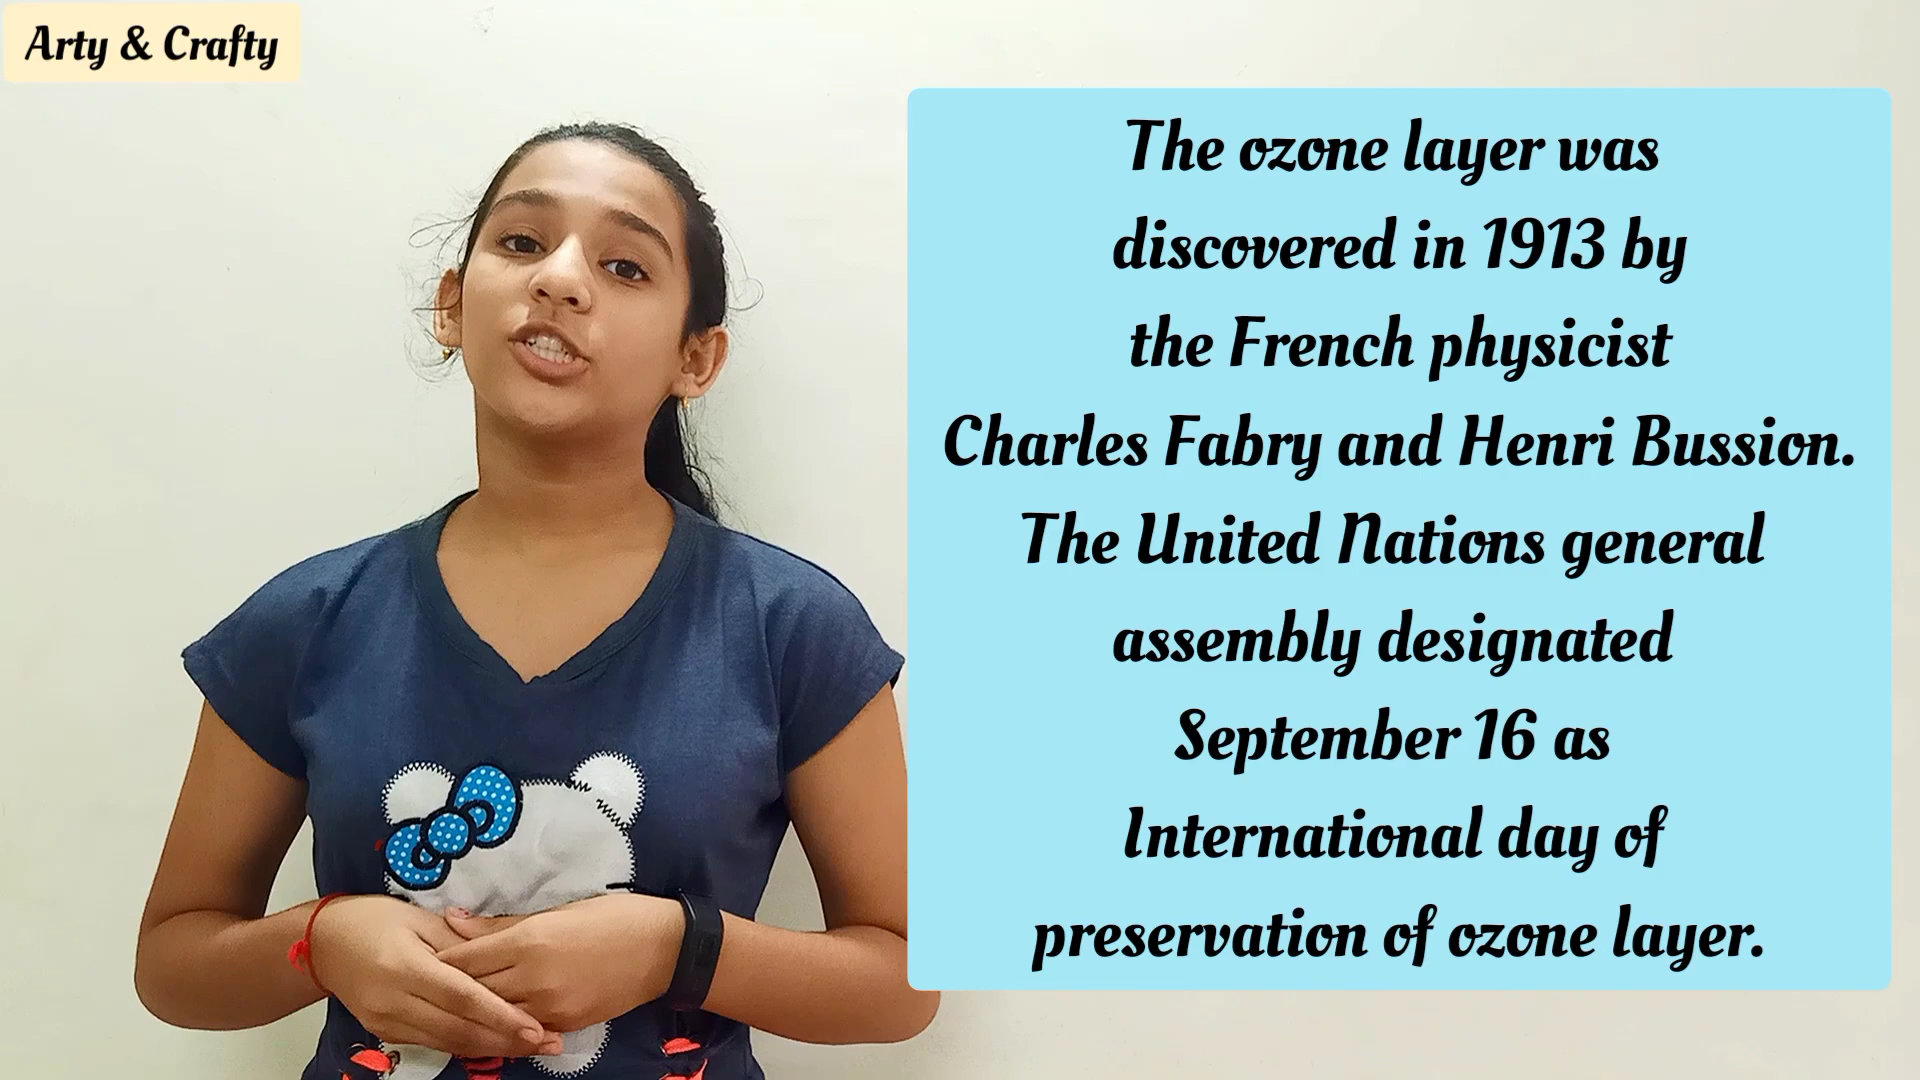 Arty & Crafty
The ozone layer was
discovered in 1913 by
the French physicist
Charles Fabry and Henri Bussion.
The United Nations general
assembly designated
September 16 as
International day of
preservation of ozone layer.